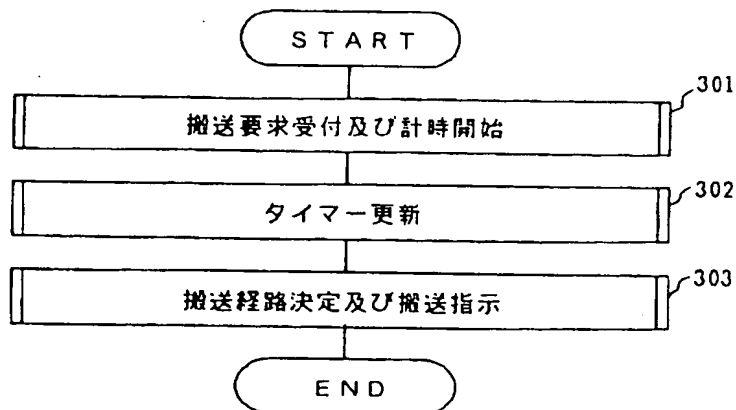 START
301
搬送要求受付及び計時開始
302
タイマー更新
303
搬送経路決定及び搬送指示
END